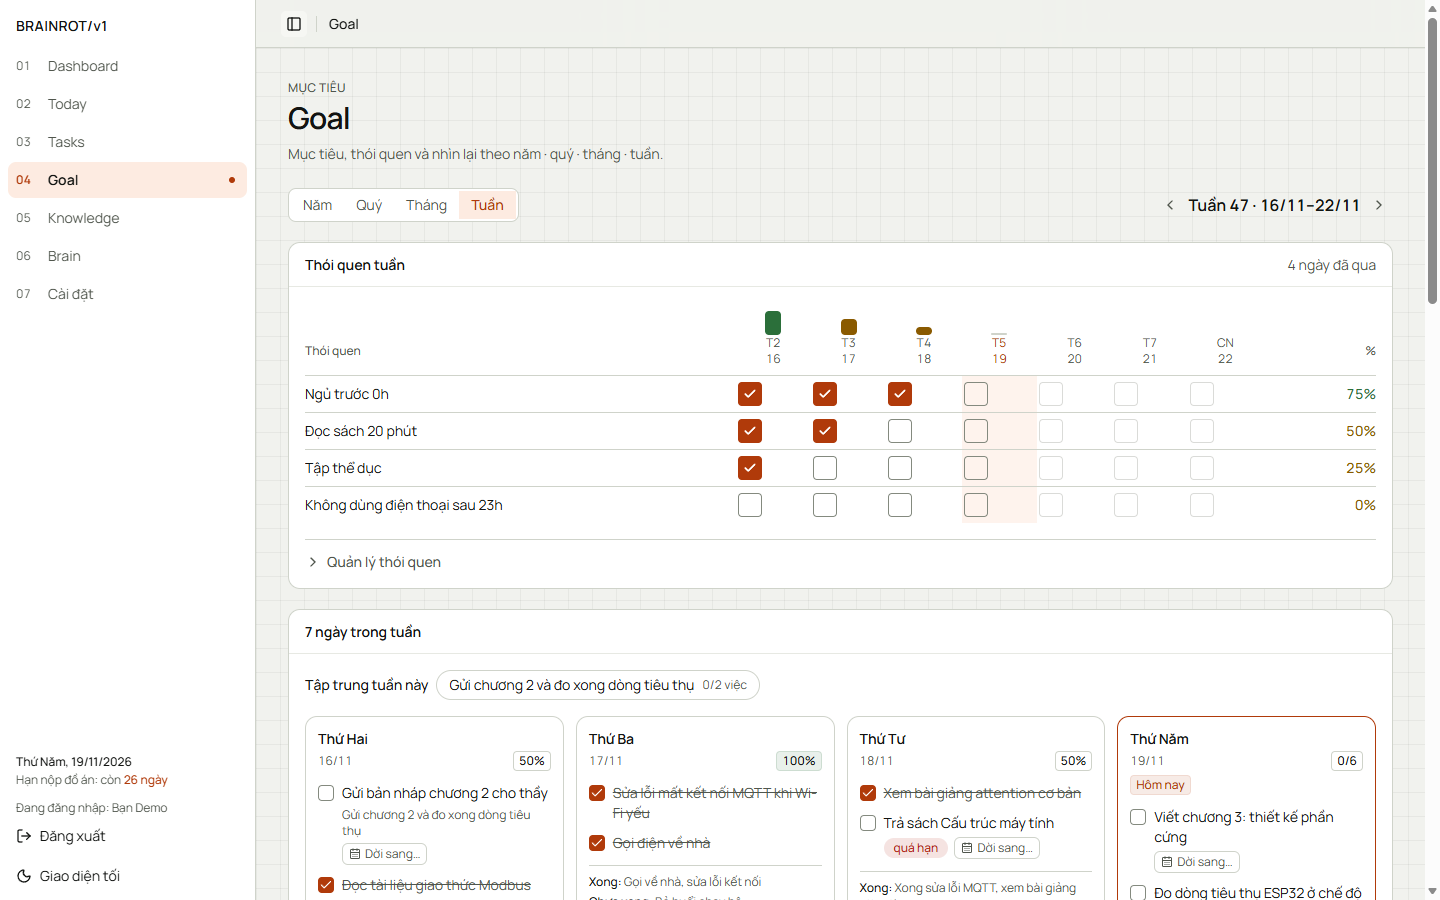 BRAINROT/v1
01 Dashboard
02 Today
03 Tasks
04 Goal
05 Knowledge
06 Brain
07 Cài đặt
Thứ Năm, 19/11/2026
Hạn nộp đồ án: còn 26 ngày
Đang đăng nhập: Bạn Demo
Đăng xuất
Giao diện tối
Goal
MỤC TIÊU
Goal
Mục tiêu, thói quen và nhìn lại theo năm · quý · tháng · tuần.
Năm Quý Tháng Tuần
Tuần 47 · 16/11–22/11
Thói quen tuần
4 ngày đã qua
Thói quen T2 16 T3 17 T4 18 T5 19 T6 20 T7 21 CN 22 %
Ngủ trước 0h 75%
Đọc sách 20 phút 50%
Tập thể dục 25%
Không dùng điện thoại sau 23h 0%
Quản lý thói quen
7 ngày trong tuần
Tập trung tuần này Gửi chương 2 và đo xong dòng tiêu thụ 0/2 việc
Thứ Hai
16/11 50%
Gửi bản nháp chương 2 cho thầy
Gửi chương 2 và đo xong dòng tiêu
thụ
Dời sang...
Đọc tài liệu giao thức Modbus
Thứ Ba
17/11 100%
Sửa lỗi mất kết nối MQTT khi Wi-
Fi yếu
Gọi điện về nhà
Xong: Gọi về nhà, sửa lỗi kết nối
Thứ Tư
18/11 50%
Xem bài giảng attention cơ bản
Trả sách Cấu trúc máy tính
quá hạn Dời sang...
Xong: Xong sửa lỗi MQTT, xem bài giảng
Thứ Năm
19/11 0/6
Hôm nay
Viết chương 3: thiết kế phần
cứng
Dời sang...
Đo dòng tiêu thụ ESP32 ở chế độ